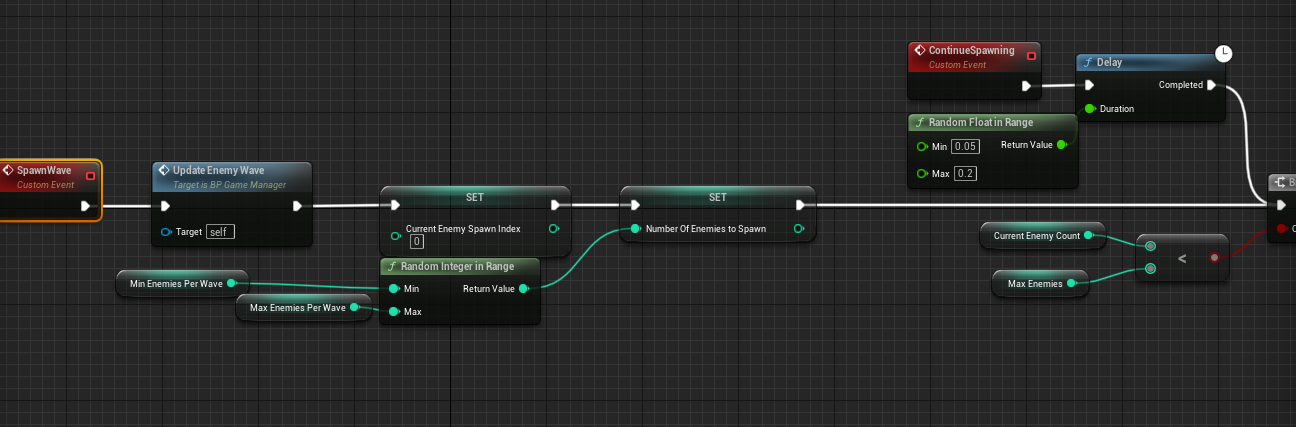 ContinueSpawning
Custom Event
Delay
Completed
Duration
Random Float in Range
Min 0.05
Return Value
Max 0.2
SpawnWave
Custom Event
Update Enemy Wave
Target is BP Game Manager
Target self
SET
Current Enemy Spawn Index
0
SET
Number Of Enemies to Spawn
Min Enemies Per Wave
Max Enemies Per Wave
Random Integer in Range
Min
Return Value
Max
Current Enemy Count
Max Enemies
<